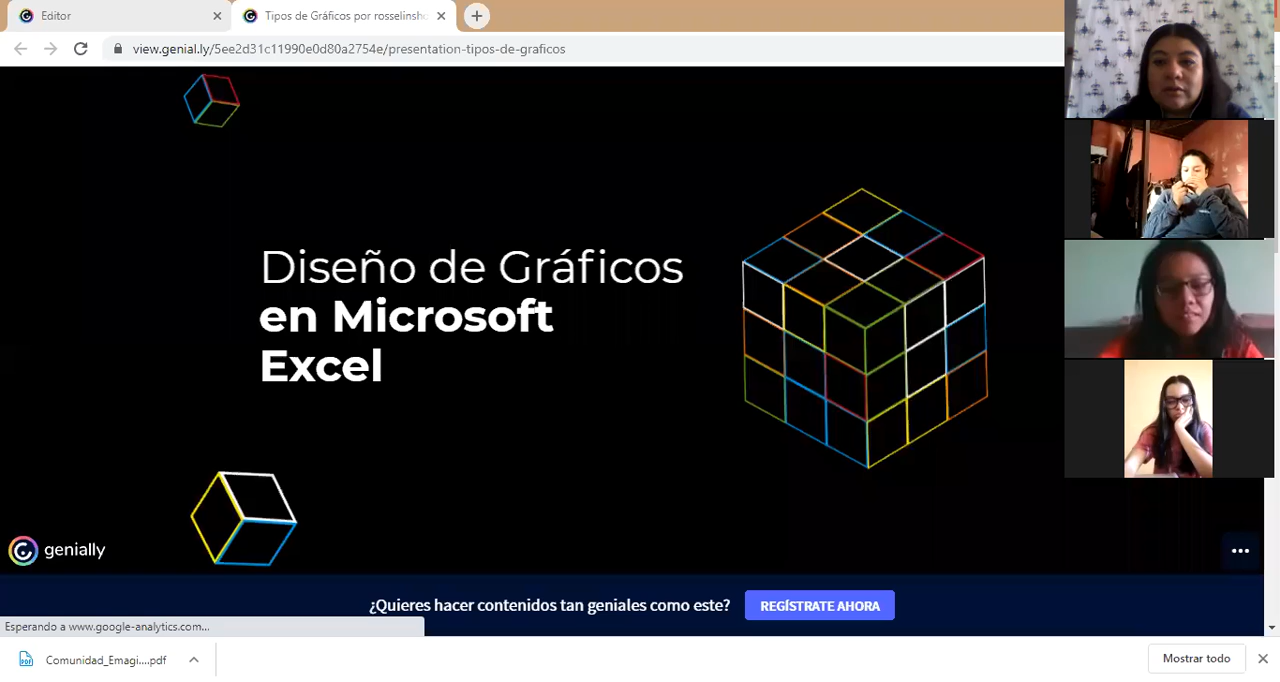 Editor
Tipos de Gráficos por rosselinsh
view.genial.ly/5ee2d31c11990e0d80a2754e/presentation-tipos-de-graficos
Diseño de Gráficos
en Microsoft
Excel
genially
¿Quieres hacer contenidos tan geniales como este?
REGÍSTRATE AHORA
Esperando a www.google-analytics.com...
Comunidad_Emagi....pdf
Mostrar todo